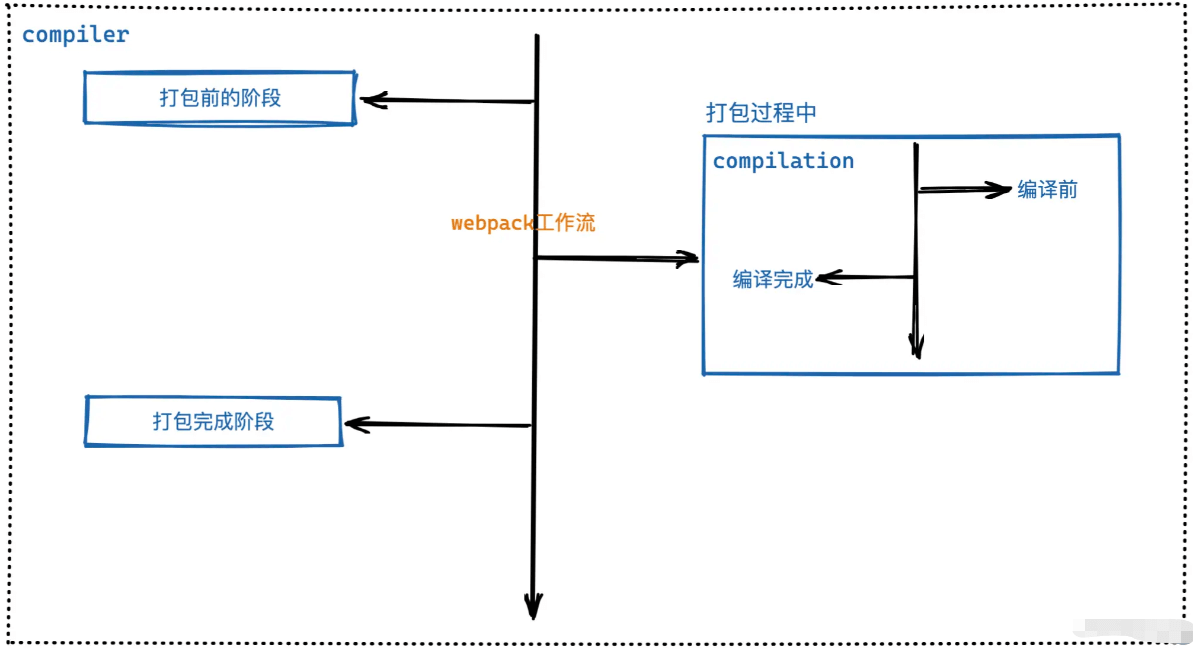 compiler
打包前的阶段
打包过程中
compilation
编译前
webpack工作流
编译完成
打包完成阶段